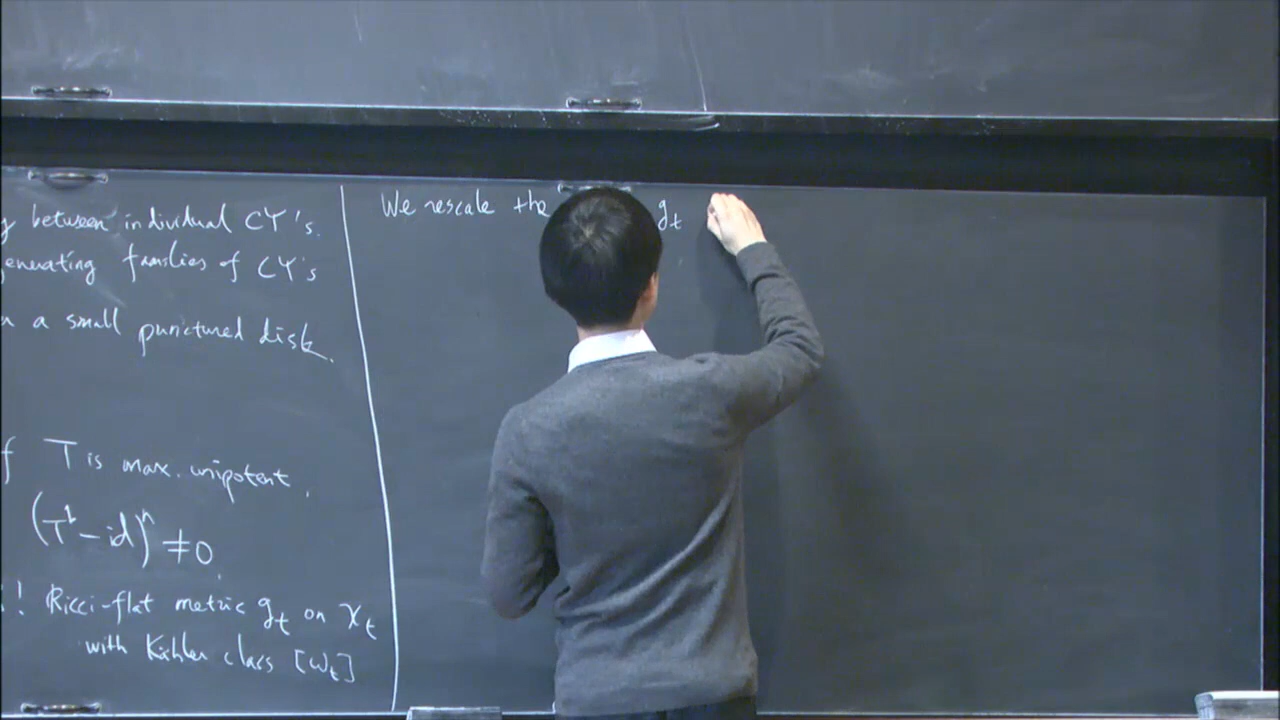 between individual CY's.
families of CY's
a small punctured disk.
T is max. unipotent.
(T^k - id)^n ≠ 0.
! Ricci-flat metric g_t on X_t
with Kähler class [ω_t]
We rescale the g_t